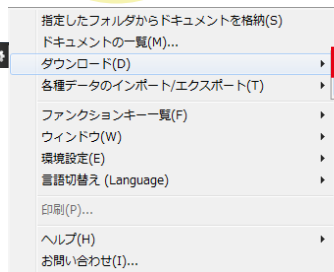 指定したフォルダからドキュメントを格納(S)
ドキュメントの一覧(M)...
ダウンロード(D)
各種データのインポート/エクスポート(T)
ファンクションキー一覧(F)
ウィンドウ(W)
環境設定(E)
言語切替え (Language)
印刷(P)...
ヘルプ(H)
お問い合わせ(I)...